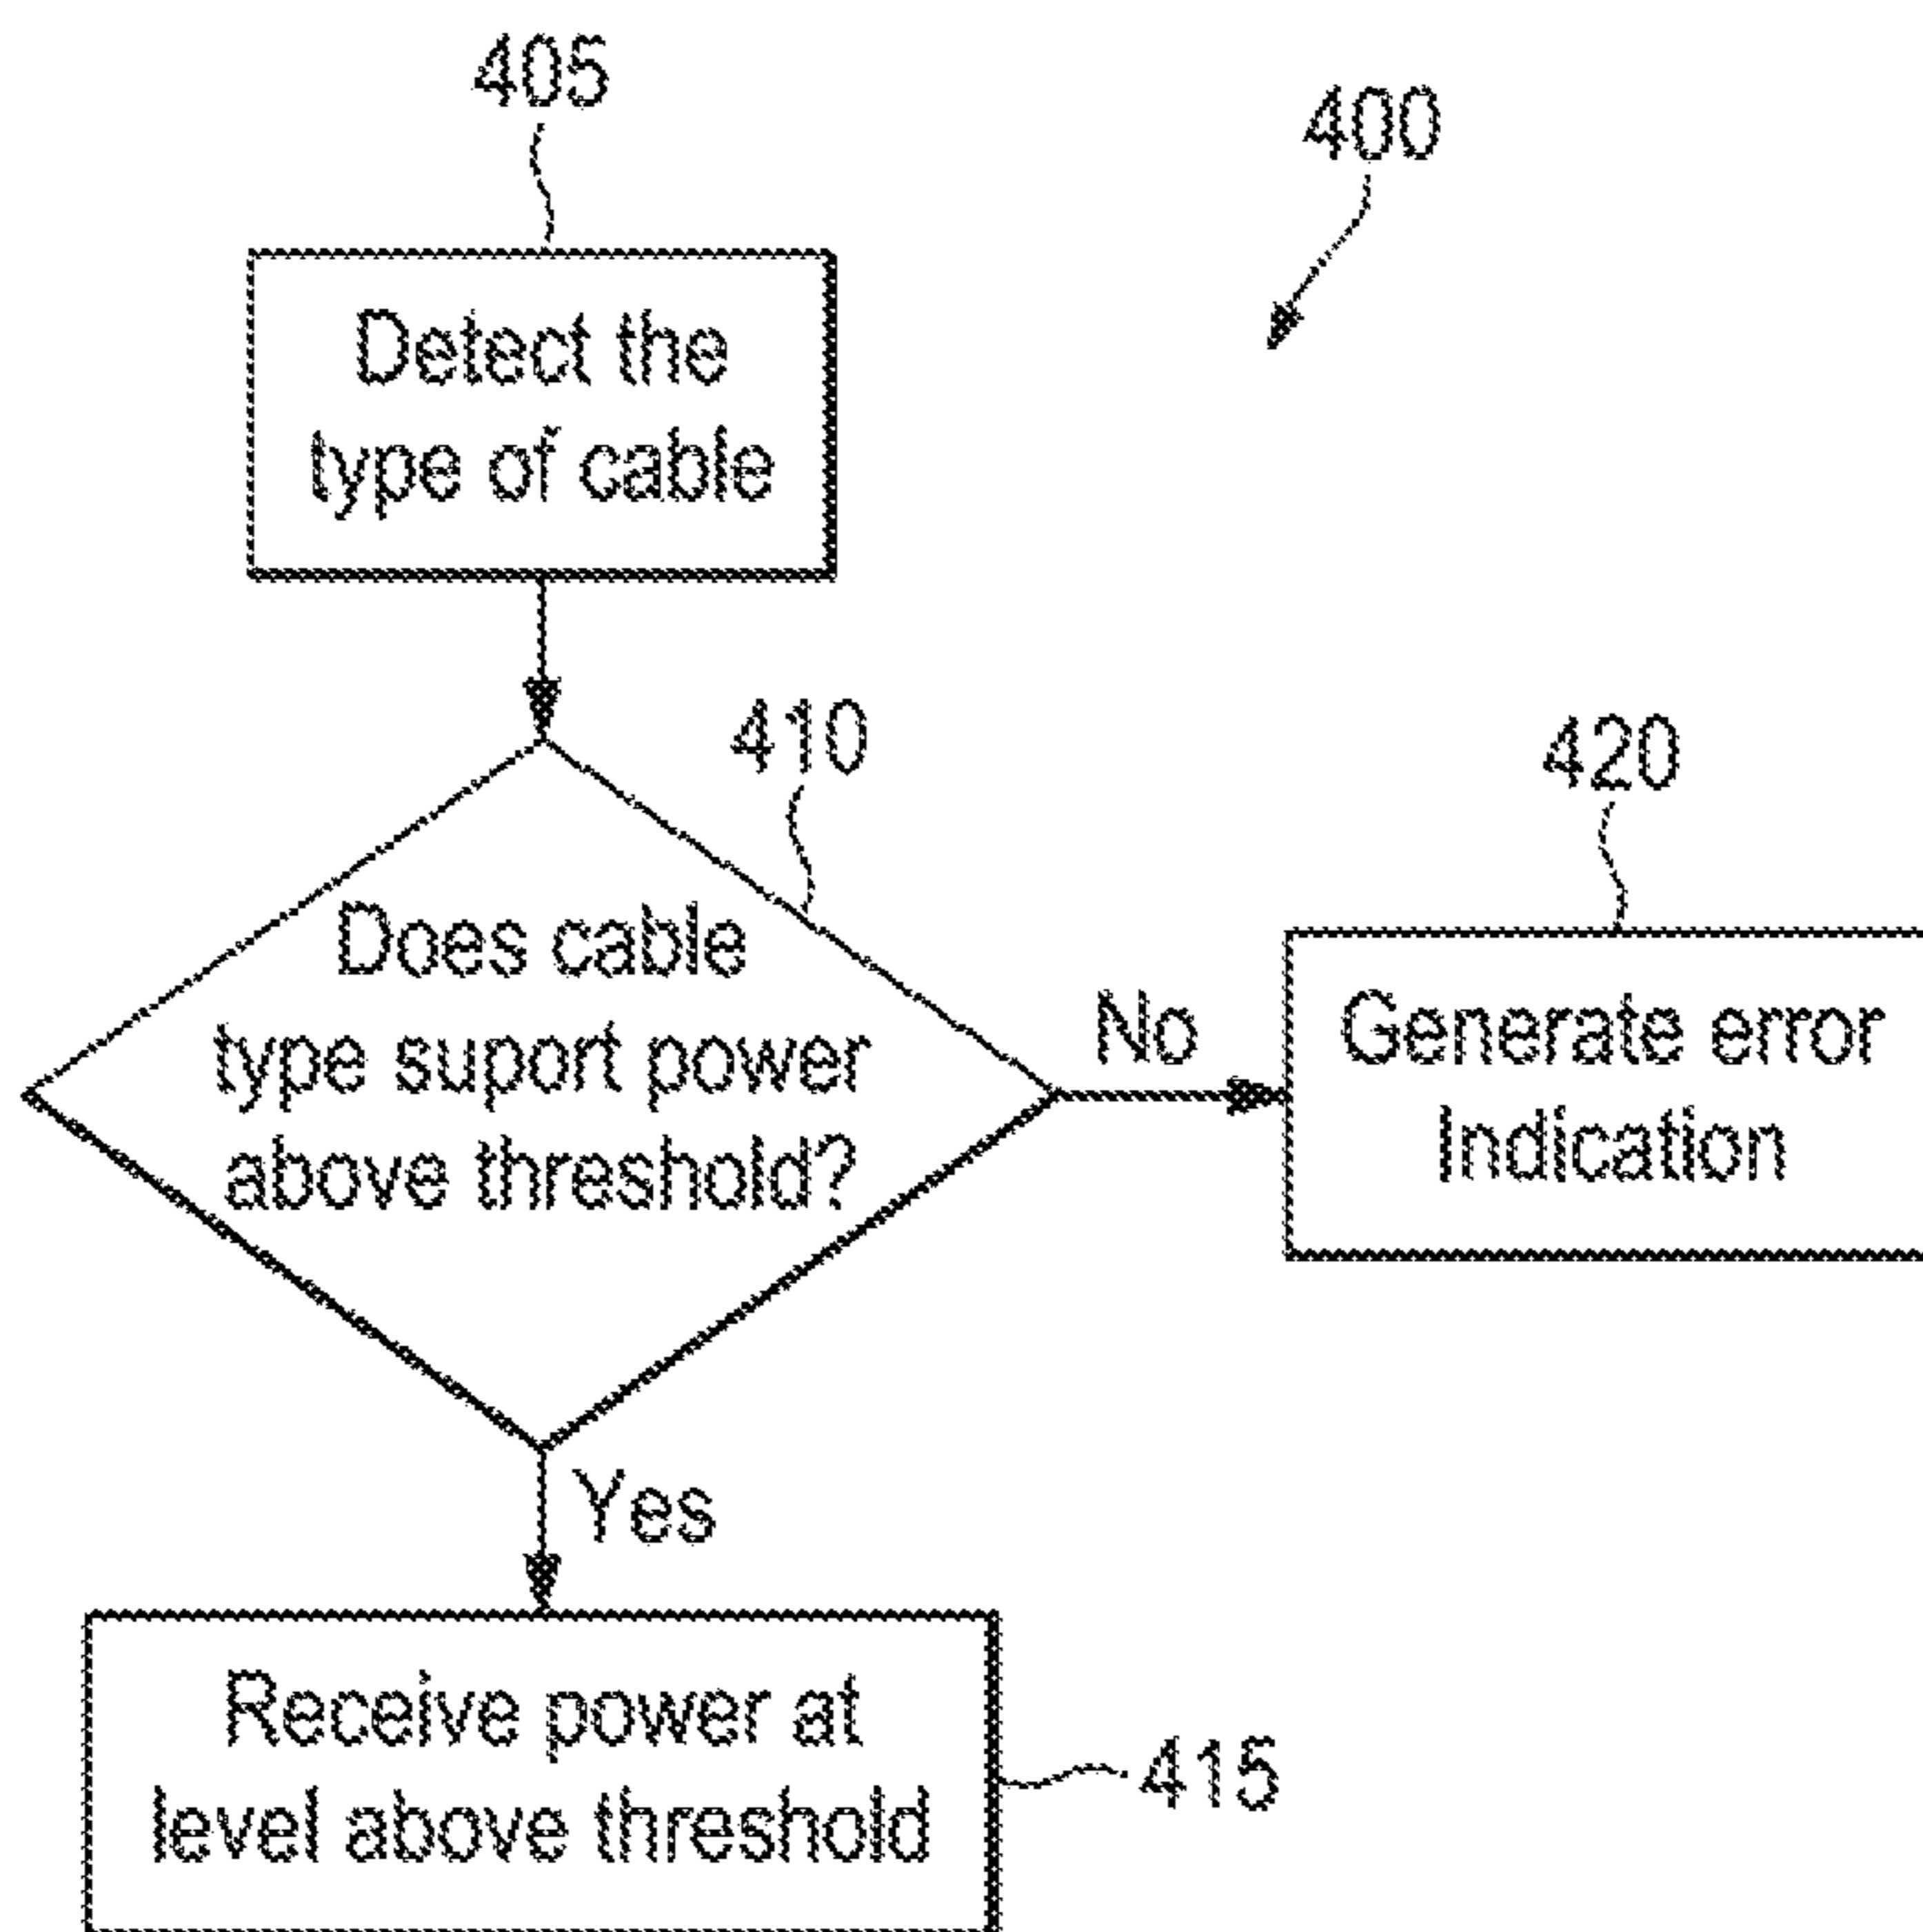 405
400
Detect the
type of cable
410
420
Does cable
type suport power
above threshold?
No
Generate error
Indication
Yes
Receive power at
level above threshold
415